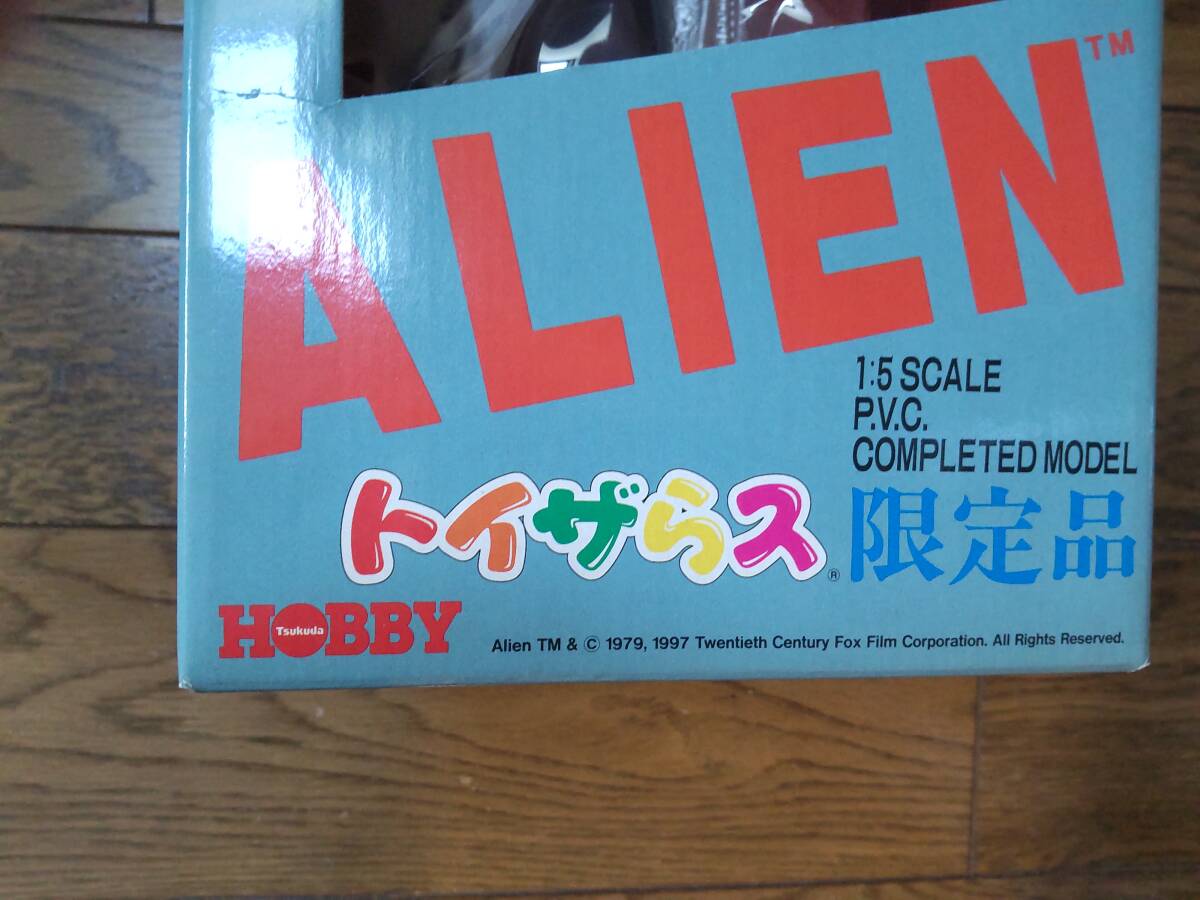 ALIEN™
1:5 SCALE
P.V.C.
COMPLETED MODEL
トイザらス® 限定品
Tsukuda HOBBY
Alien TM & © 1979, 1997 Twentieth Century Fox Film Corporation. All Rights Reserved.